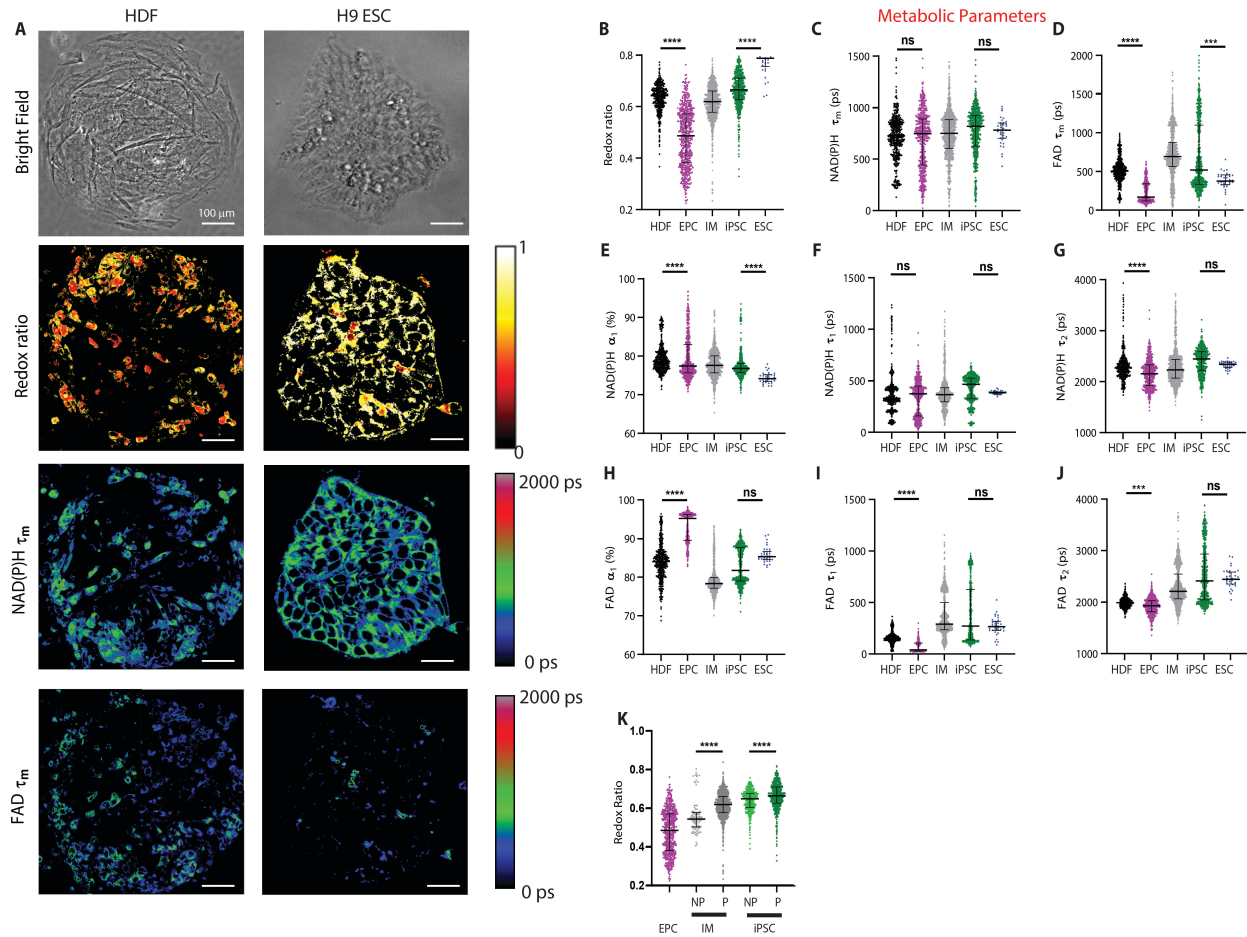 HDF
H9 ESC
A
Bright Field
100 μm
Redox ratio
1
0
NAD(P)H τm
2000 ps
0 ps
FAD τm
2000 ps
0 ps
Metabolic Parameters
B
Redox ratio
0.8
0.6
0.4
0.2
****
****
HDF EPC IM iPSC ESC
C
NAD(P)H τm (ps)
1500
1000
500
0
ns
ns
HDF EPC IM iPSC ESC
D
FAD τm (ps)
2000
1500
1000
500
0
****
***
HDF EPC IM iPSC ESC
E
NAD(P)H α1 (%)
100
90
80
70
60
****
****
HDF EPC IM iPSC ESC
F
NAD(P)H τ1 (ps)
1500
1000
500
0
ns
ns
HDF EPC IM iPSC ESC
G
NAD(P)H τ2 (ps)
4000
3000
2000
1000
****
ns
HDF EPC IM iPSC ESC
H
FAD α1 (%)
100
90
80
70
60
****
ns
HDF EPC IM iPSC ESC
I
FAD τ1 (ps)
1500
1000
500
0
****
ns
HDF EPC IM iPSC ESC
J
FAD τ2 (ps)
4000
3000
2000
1000
***
ns
HDF EPC IM iPSC ESC
K
Redox Ratio
1.0
0.8
0.6
0.4
0.2
****
****
NP P NP P
EPC IM iPSC